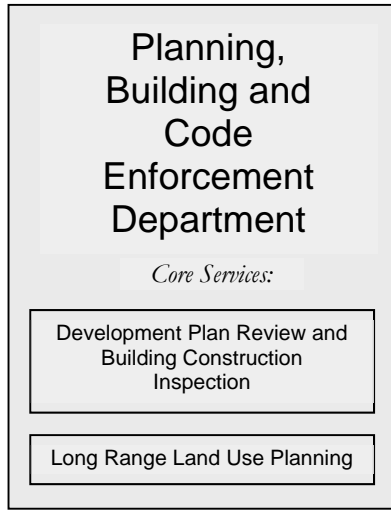 Planning,
Building and
Code
Enforcement
Department
Core Services:
Development Plan Review and
Building Construction
Inspection
Long Range Land Use Planning